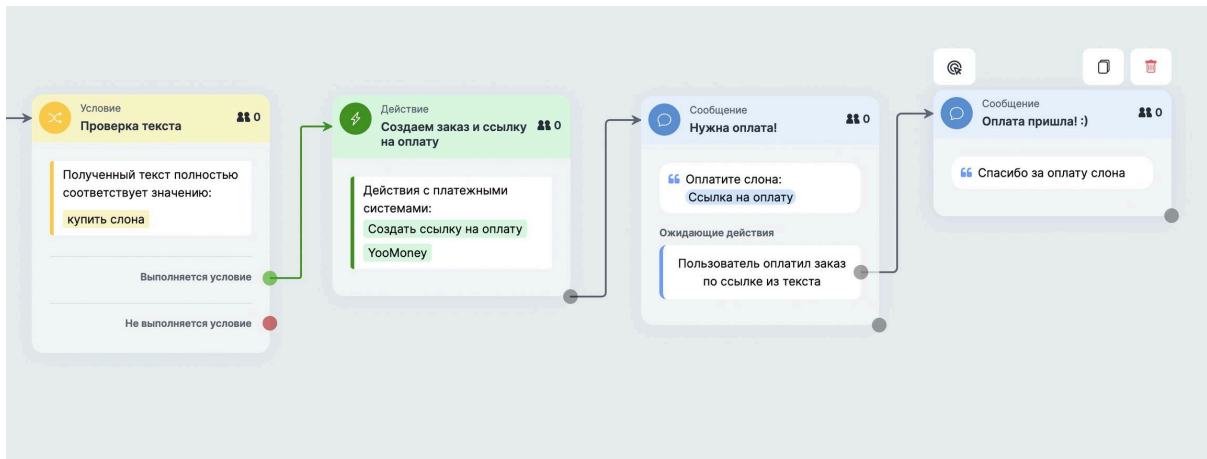 Условие
Проверка текста
0
Полученный текст полностью
соответствует значению:
купить слона
Выполняется условие
Не выполняется условие
Действие
Создаем заказ и ссылку
на оплату
0
Действия с платежными
системами:
Создать ссылку на оплату
YooMoney
Сообщение
Нужна оплата!
0
Оплатите слона:
Ссылка на оплату
Ожидающие действия
Пользователь оплатил заказ
по ссылке из текста
Сообщение
Оплата пришла! :)
0
Спасибо за оплату слона